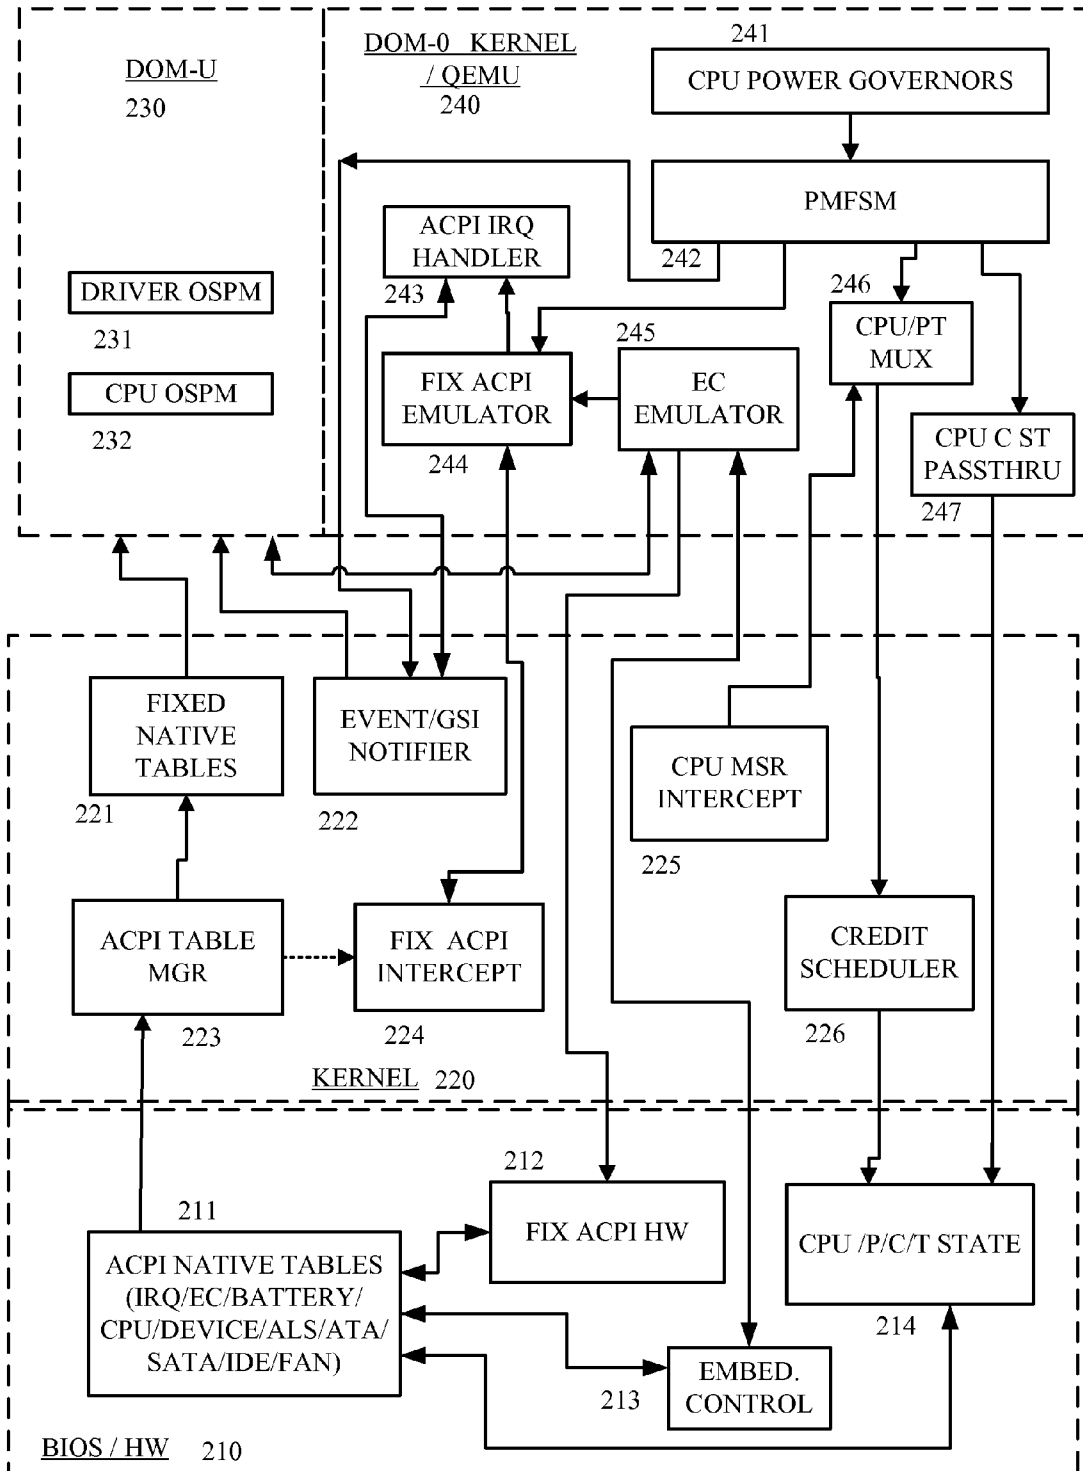 DOM-U
230
DOM-0 KERNEL
/ QEMU
240
241
CPU POWER GOVERNORS
PMFSM
242
ACPI IRQ
HANDLER
243
DRIVER OSPM
231
CPU OSPM
232
FIX ACPI
EMULATOR
244
245
EC
EMULATOR
246
CPU/PT
MUX
CPU C ST
PASSTHRU
247
FIXED
NATIVE
TABLES
221
EVENT/GSI
NOTIFIER
222
CPU MSR
INTERCEPT
225
ACPI TABLE
MGR
223
FIX ACPI
INTERCEPT
224
CREDIT
SCHEDULER
226
KERNEL 220
211
ACPI NATIVE TABLES
(IRQ/EC/BATTERY/
CPU/DEVICE/ALS/ATA/
SATA/IDE/FAN)
212
FIX ACPI HW
CPU /P/C/T STATE
214
213
EMBED.
CONTROL
BIOS / HW 210